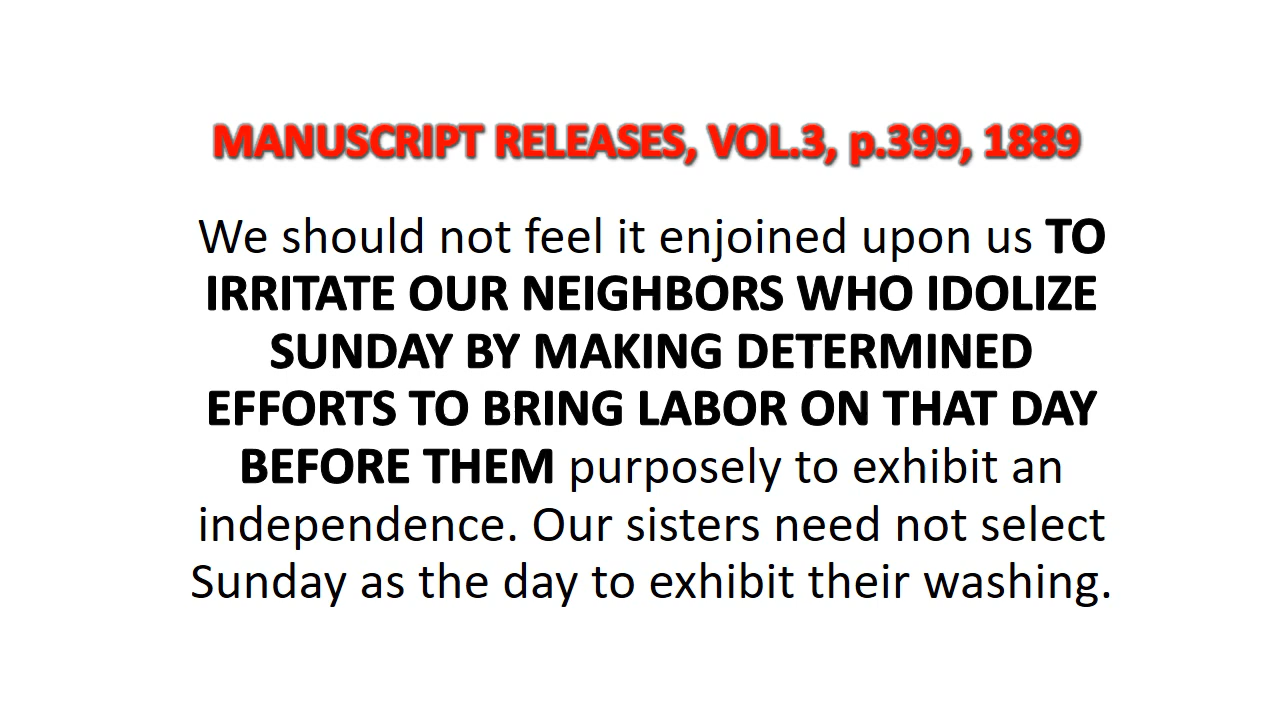 MANUSCRIPT RELEASES, VOL.3, p.399, 1889
We should not feel it enjoined upon us TO
IRRITATE OUR NEIGHBORS WHO IDOLIZE
SUNDAY BY MAKING DETERMINED
EFFORTS TO BRING LABOR ON THAT DAY
BEFORE THEM purposely to exhibit an
independence. Our sisters need not select
Sunday as the day to exhibit their washing.